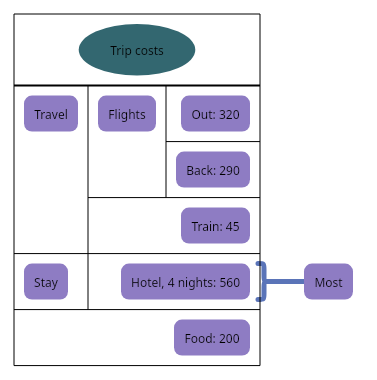 Trip costs
Travel
Flights
Out: 320
Back: 290
Train: 45
Stay
Hotel, 4 nights: 560
Most
Food: 200